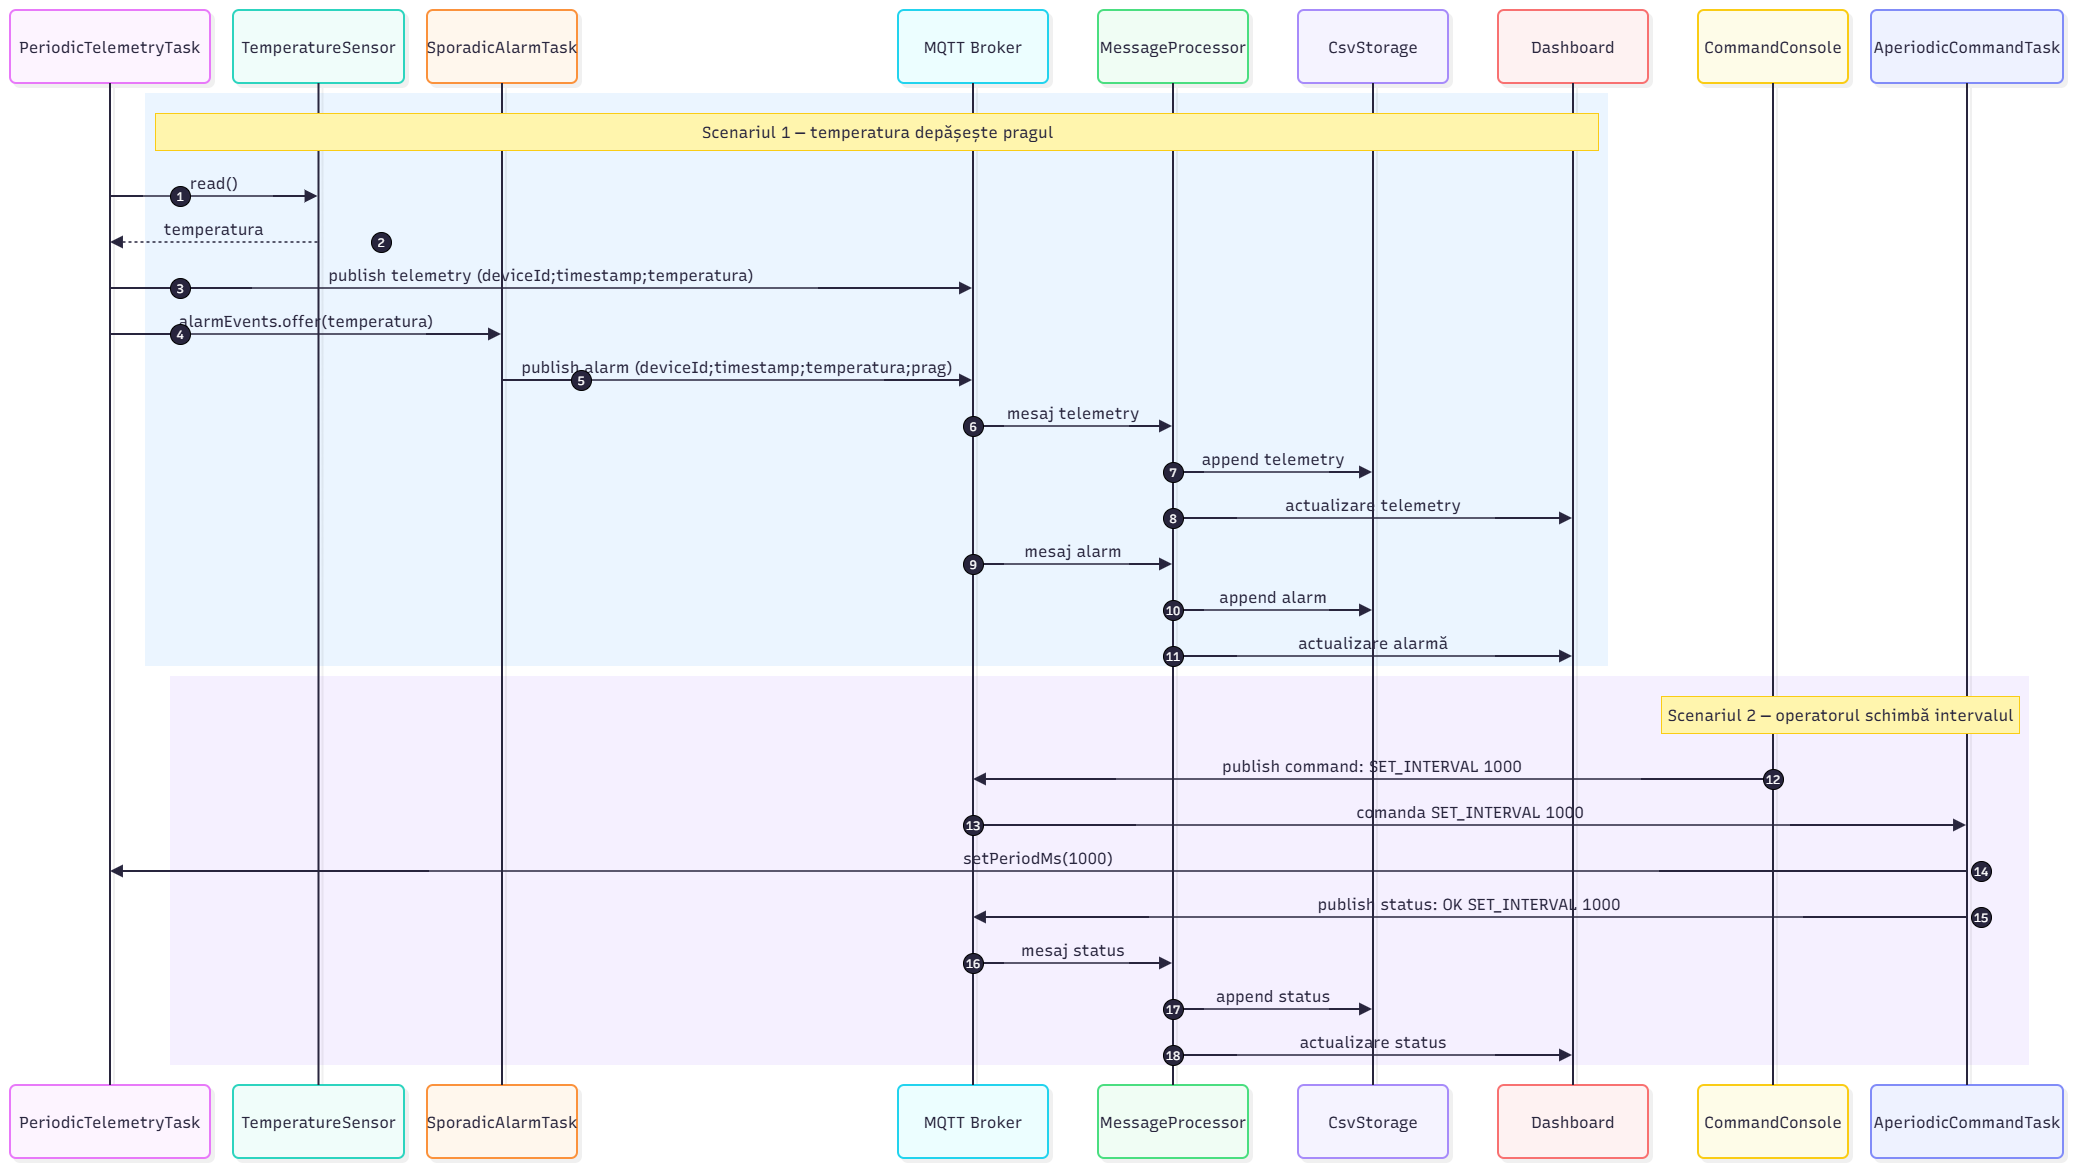 PeriodicTelemetryTask
TemperatureSensor
SporadicAlarmTask
MQTT Broker
MessageProcessor
CsvStorage
Dashboard
CommandConsole
AperiodicCommandTask
Scenariul 1 — temperatura depășește pragul
read()
1
temperatura
2
publish telemetry (deviceId;timestamp;temperatura)
3
alarmEvents.offer(temperatura)
4
publish alarm (deviceId;timestamp;temperatura;prag)
5
mesaj telemetry
6
append telemetry
7
actualizare telemetry
8
mesaj alarm
9
append alarm
10
actualizare alarmă
11
Scenariul 2 — operatorul schimbă intervalul
publish command: SET_INTERVAL 1000
12
comanda SET_INTERVAL 1000
13
setPeriodMs(1000)
14
publish status: OK SET_INTERVAL 1000
15
mesaj status
16
append status
17
actualizare status
18
PeriodicTelemetryTask
TemperatureSensor
SporadicAlarmTask
MQTT Broker
MessageProcessor
CsvStorage
Dashboard
CommandConsole
AperiodicCommandTask